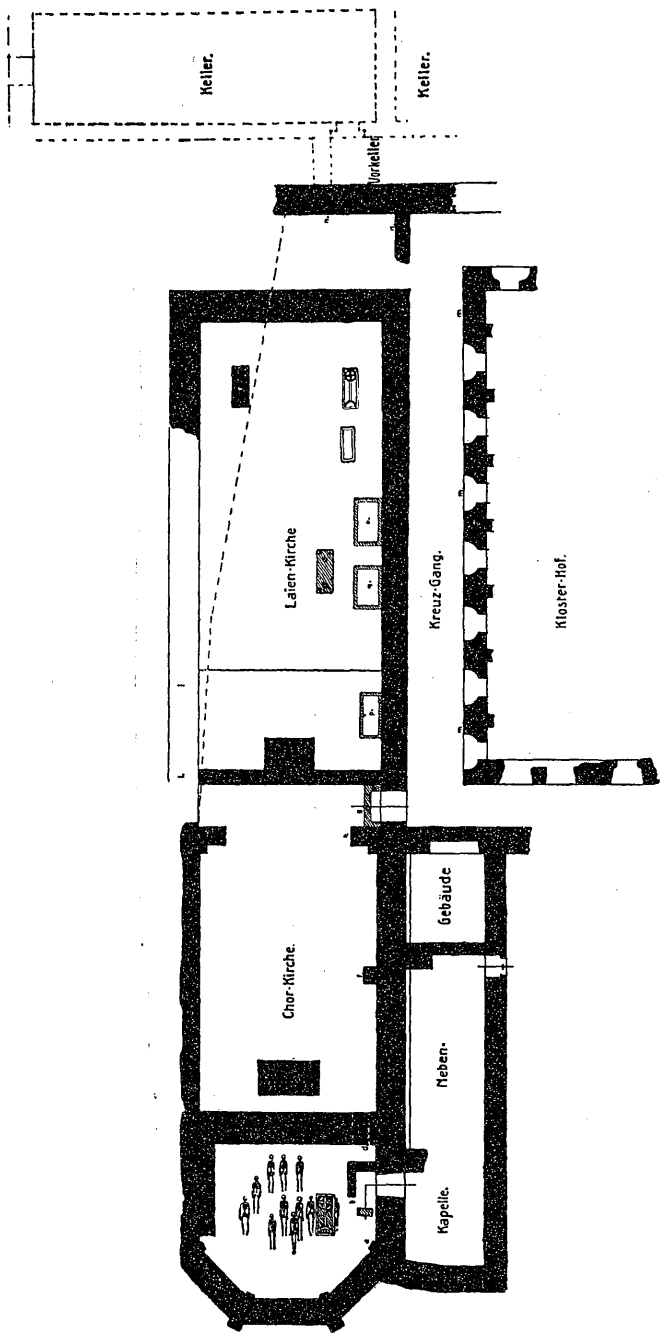 Keller.
Keller.
Vorkeller
Laien-Kirche
Kreuz-Gang.
Kloster-Hof.
Chor-Kirche.
Gebäude
Neben-
Kapelle.
p.
q.
m
m
m